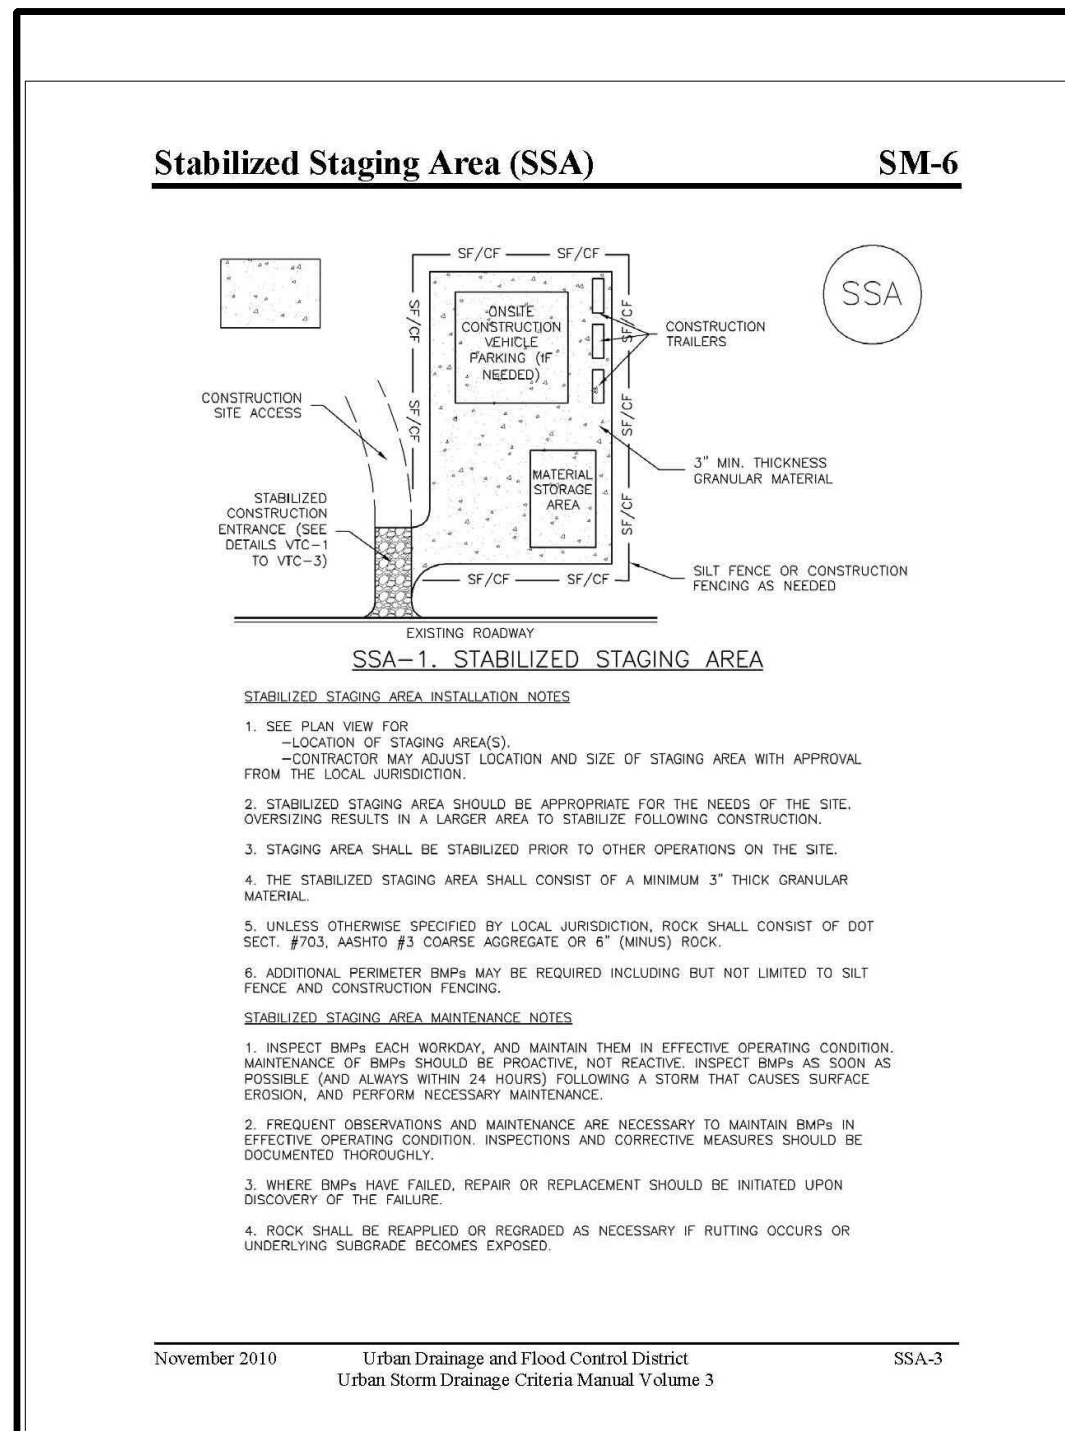 Stabilized Staging Area (SSA) SM-6
SF/CF SF/CF
SSA
SF/CF
SF/CF
ONSITE
CONSTRUCTION
VEHICLE
PARKING (IF
NEEDED)
CONSTRUCTION
TRAILERS
CONSTRUCTION
SITE ACCESS
SF/CF
SF/CF
3" MIN. THICKNESS
GRANULAR MATERIAL
MATERIAL
STORAGE
AREA
STABILIZED
CONSTRUCTION
ENTRANCE (SEE
DETAILS VTC-1
TO VTC-3)
SF/CF
SF/CF SF/CF
SILT FENCE OR CONSTRUCTION
FENCING AS NEEDED
EXISTING ROADWAY
SSA-1. STABILIZED STAGING AREA
STABILIZED STAGING AREA INSTALLATION NOTES
1. SEE PLAN VIEW FOR
-LOCATION OF STAGING AREA(S).
-CONTRACTOR MAY ADJUST LOCATION AND SIZE OF STAGING AREA WITH APPROVAL
FROM THE LOCAL JURISDICTION.
2. STABILIZED STAGING AREA SHOULD BE APPROPRIATE FOR THE NEEDS OF THE SITE.
OVERSIZING RESULTS IN A LARGER AREA TO STABILIZE FOLLOWING CONSTRUCTION.
3. STAGING AREA SHALL BE STABILIZED PRIOR TO OTHER OPERATIONS ON THE SITE.
4. THE STABILIZED STAGING AREA SHALL CONSIST OF A MINIMUM 3" THICK GRANULAR
MATERIAL.
5. UNLESS OTHERWISE SPECIFIED BY LOCAL JURISDICTION, ROCK SHALL CONSIST OF DOT
SECT. #703, AASHTO #3 COARSE AGGREGATE OR 6" (MINUS) ROCK.
6. ADDITIONAL PERIMETER BMPs MAY BE REQUIRED INCLUDING BUT NOT LIMITED TO SILT
FENCE AND CONSTRUCTION FENCING.
STABILIZED STAGING AREA MAINTENANCE NOTES
1. INSPECT BMPs EACH WORKDAY, AND MAINTAIN THEM IN EFFECTIVE OPERATING CONDITION.
MAINTENANCE OF BMPs SHOULD BE PROACTIVE, NOT REACTIVE. INSPECT BMPs AS SOON AS
POSSIBLE (AND ALWAYS WITHIN 24 HOURS) FOLLOWING A STORM THAT CAUSES SURFACE
EROSION, AND PERFORM NECESSARY MAINTENANCE.
2. FREQUENT OBSERVATIONS AND MAINTENANCE ARE NECESSARY TO MAINTAIN BMPs IN
EFFECTIVE OPERATING CONDITION. INSPECTIONS AND CORRECTIVE MEASURES SHOULD BE
DOCUMENTED THOROUGHLY.
3. WHERE BMPs HAVE FAILED, REPAIR OR REPLACEMENT SHOULD BE INITIATED UPON
DISCOVERY OF THE FAILURE.
4. ROCK SHALL BE REAPPLIED OR REGRADED AS NECESSARY IF RUTTING OCCURS OR
UNDERLYING SUBGRADE BECOMES EXPOSED.
November 2010 Urban Drainage and Flood Control District SSA-3
Urban Storm Drainage Criteria Manual Volume 3